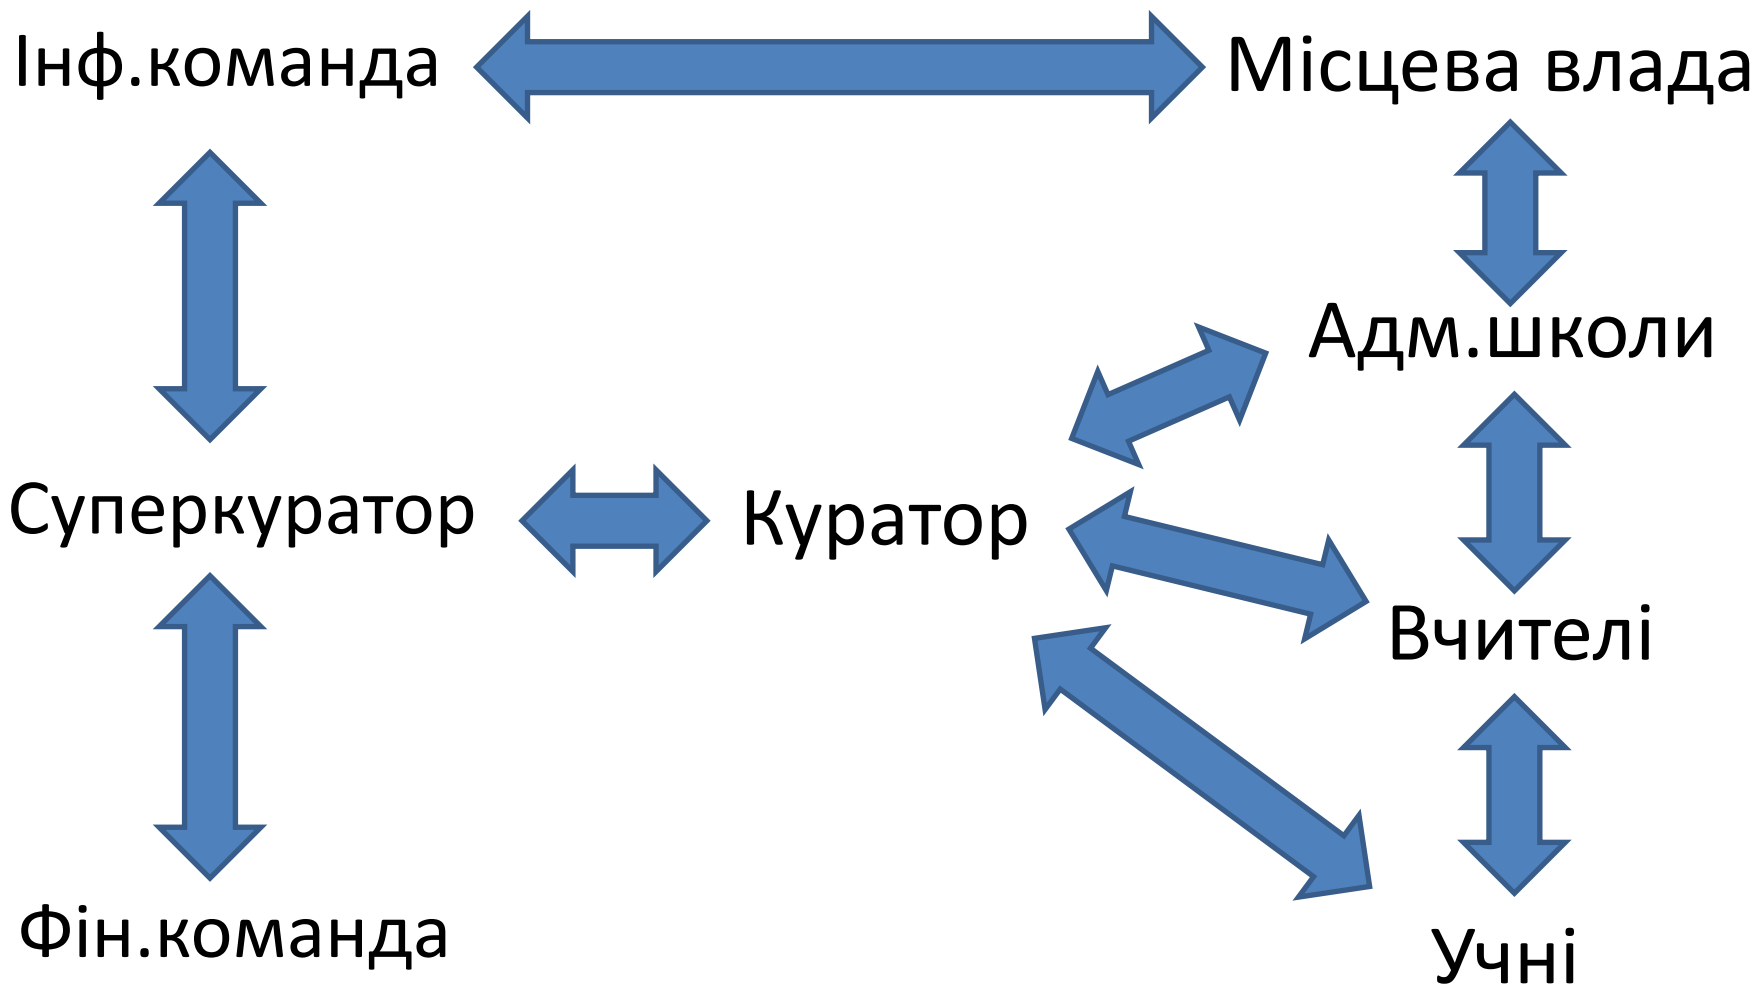 Інф.команда
Місцева влада
Адм.школи
Суперкуратор
Куратор
Вчителі
Фін.команда
Учні